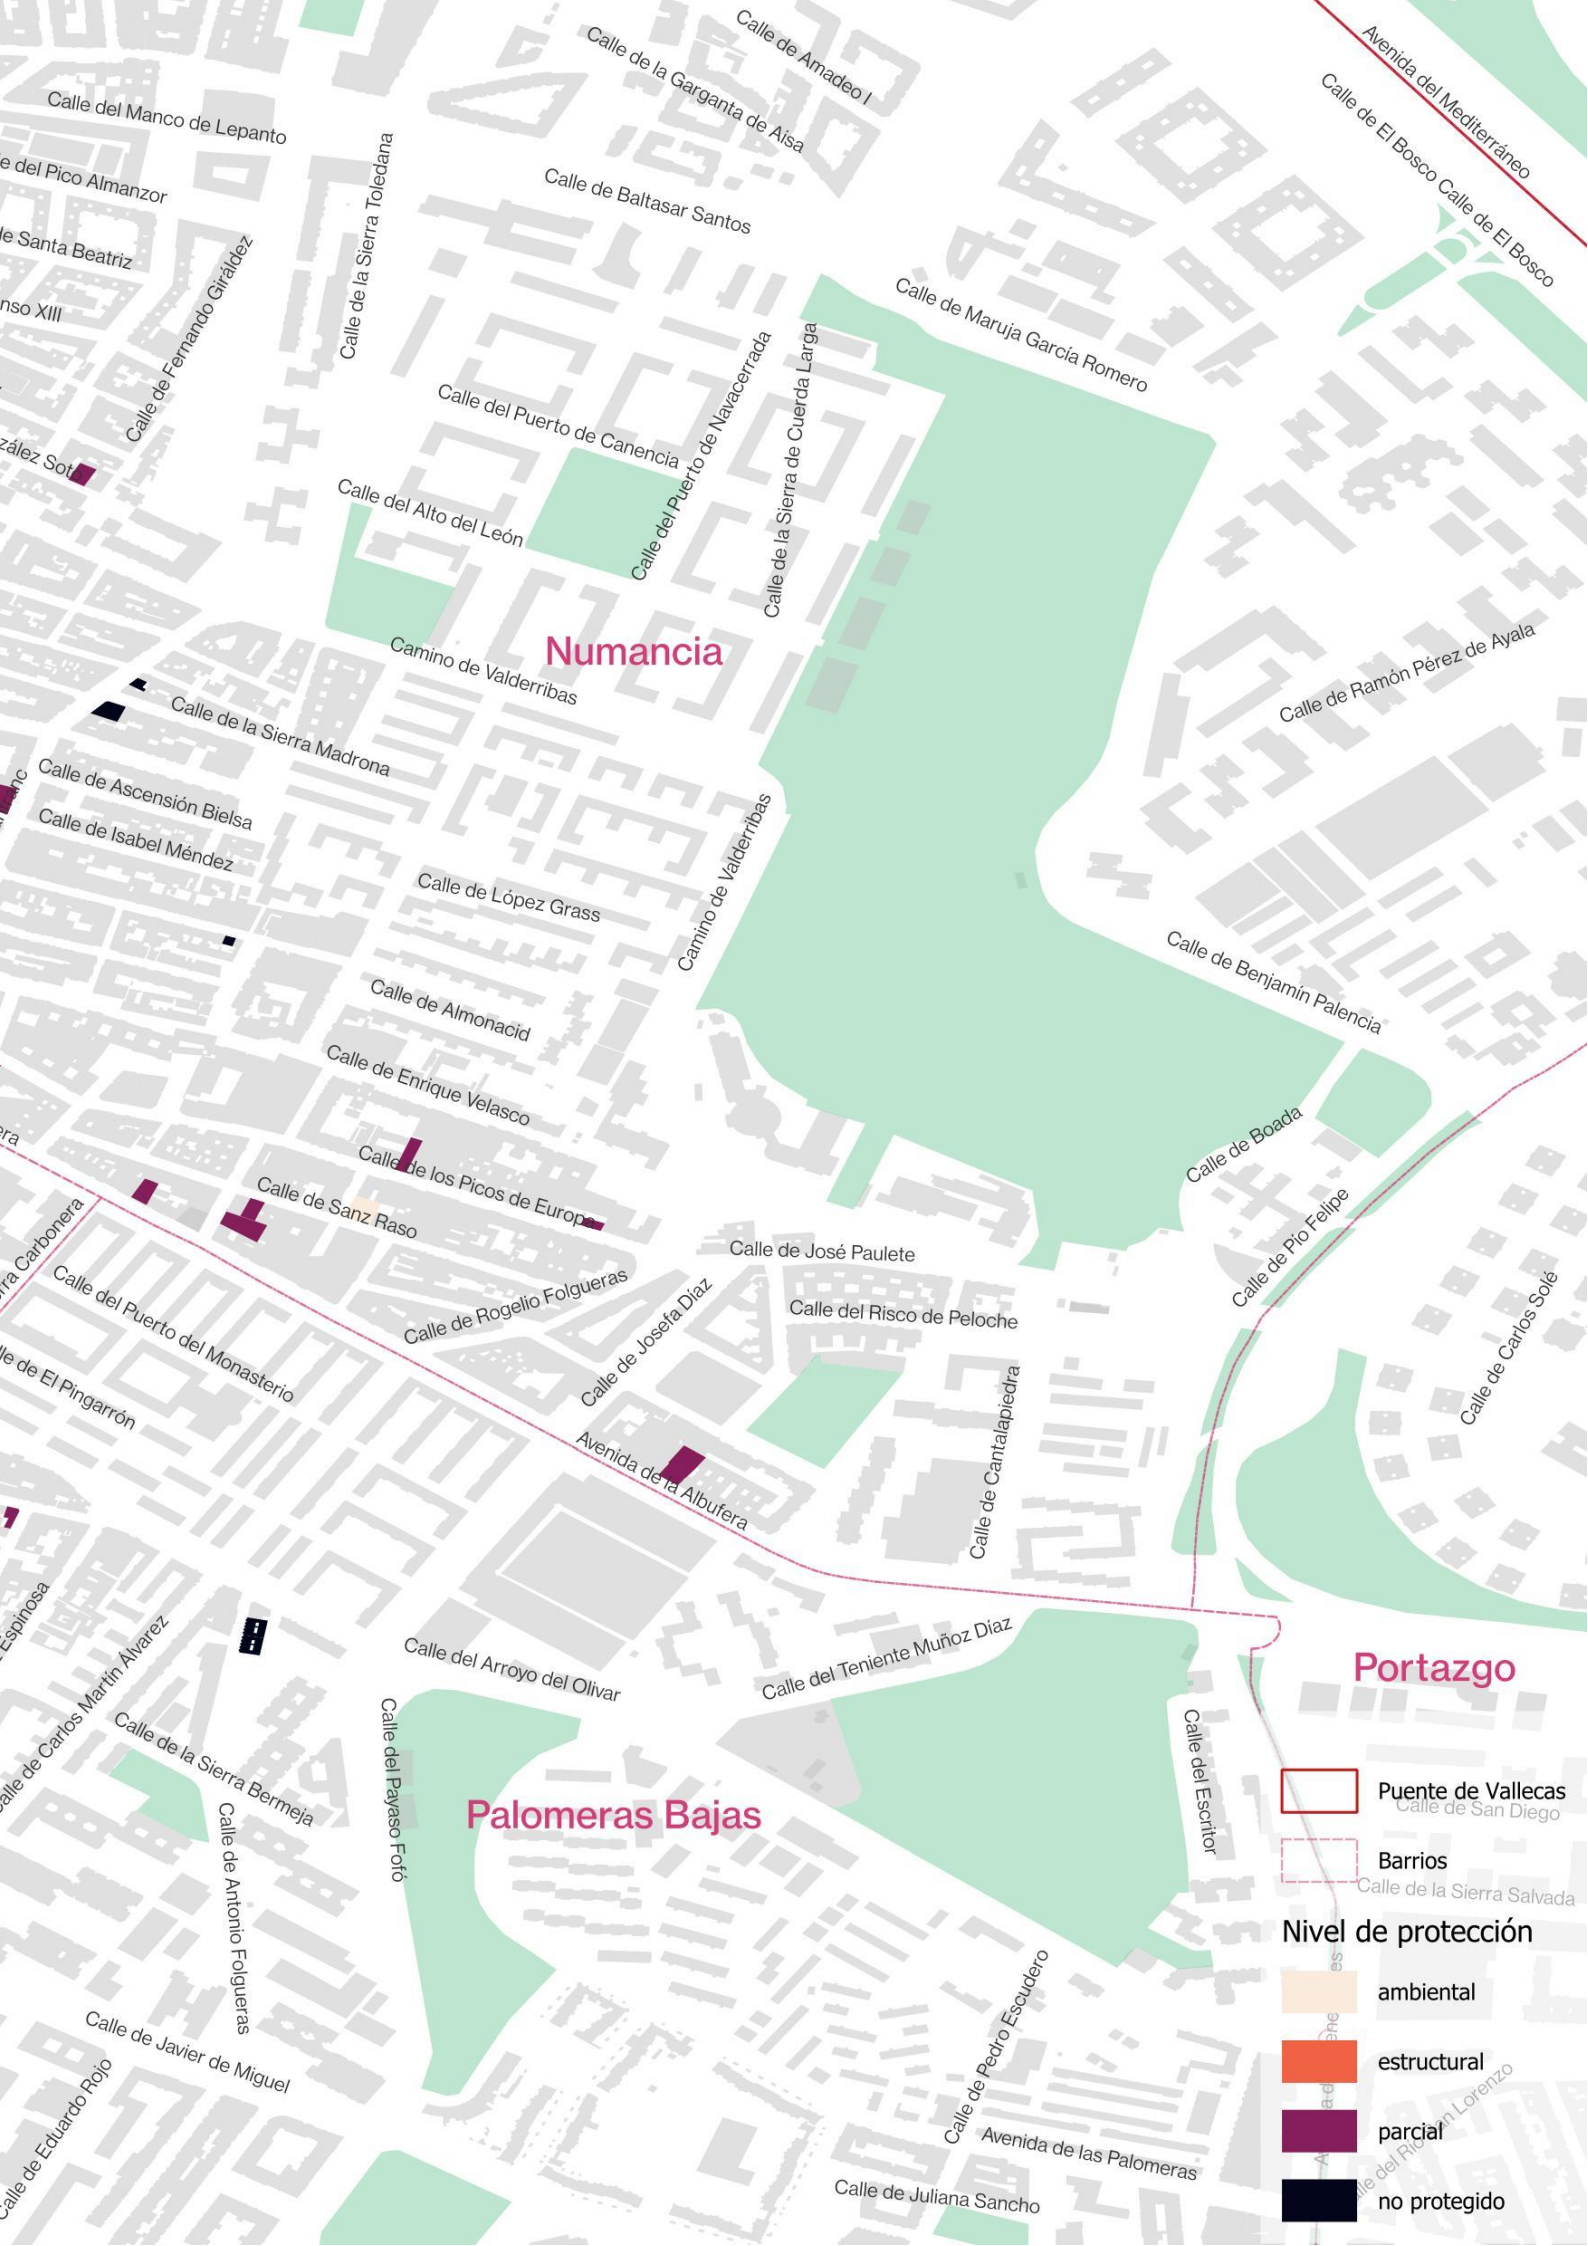 Calle de Amadeo I
Calle de la Garganta de Aisa
Avenida del Mediterráneo
Calle de El Bosco Calle de El Bosco
Calle del Manco de Lepanto
e del Pico Almanzor
Calle de la Sierra Toledana
Calle de Baltasar Santos
le Santa Beatriz
Calle de Fernando Giráldez
nso XIII
Calle de Maruja García Romero
Calle del Puerto de Canencia
Calle del Puerto de Navacerrada
Calle de la Sierra de Cuerda Larga
zález Soto
Calle del Alto del León
Numancia
Camino de Valderribas
Calle de Ramón Pérez de Ayala
Calle de la Sierra Madrona
Calle de Ascensión Bielsa
ranc
Calle de Isabel Méndez
Camino de Valderribas
Calle de López Grass
Calle de Benjamín Palencia
Calle de Almonacid
Calle de Enrique Velasco
era
Calle de Boada
Calle de los Picos de Europa
Calle de Sanz Raso
Calle de Pío Felipe
rra Carbonera
Calle de José Paulete
Calle del Puerto del Monasterio
Calle de Rogelio Folgueras
Calle de Josefa Díaz
Calle del Risco de Peloche
Calle de Carlos Solé
lle de El Pingarrón
Calle de Cantalapiedra
Avenida de la Albufera
Espinosa
Calle de Carlos Martín Álvarez
Calle del Arroyo del Olivar
Calle del Teniente Muñoz Díaz
Portazgo
Calle de la Sierra Bermeja
Calle del Payaso Fofó
Calle del Escritor
Palomeras Bajas
Puente de Vallecas
Calle de San Diego
Calle de Antonio Folgueras
Barrios
Calle de la Sierra Salvada
Nivel de protección
ambiental
Calle de Pedro Escudero
Calle de Javier de Miguel
estructural
Calle de Eduardo Rojo
parcial
Avenida de las Palomeras
Calle de Juliana Sancho
no protegido